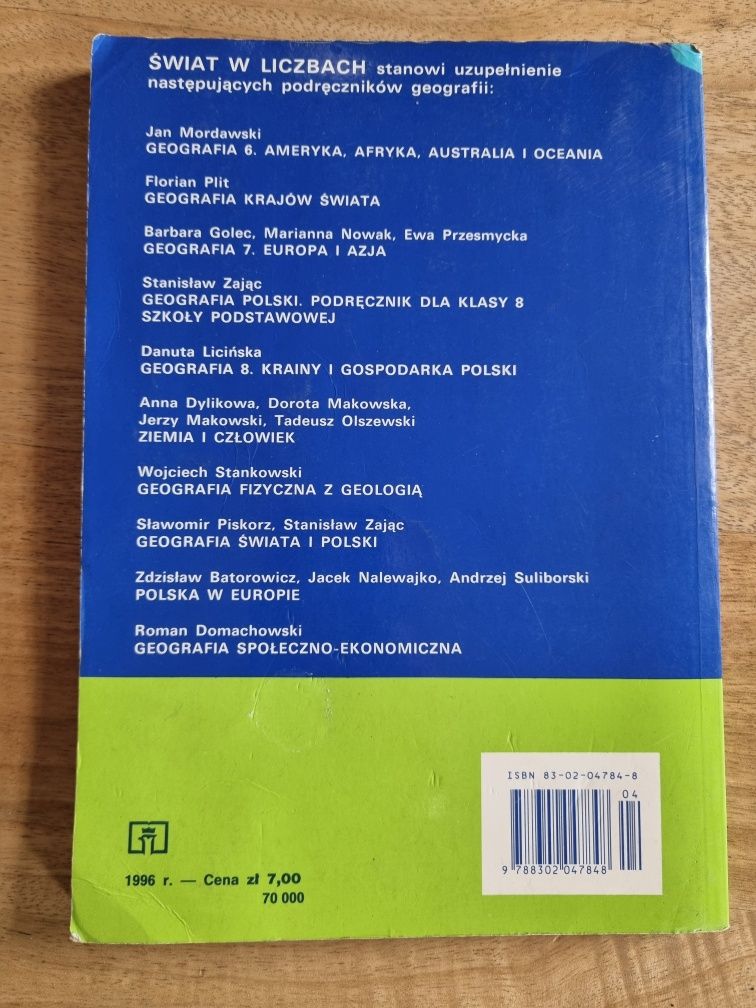 ŚWIAT W LICZBACH stanowi uzupełnienie
następujących podręczników geografii:
Jan Mordawski
GEOGRAFIA 6. AMERYKA, AFRYKA, AUSTRALIA I OCEANIA
Florian Plit
GEOGRAFIA KRAJÓW ŚWIATA
Barbara Golec, Marianna Nowak, Ewa Przesmycka
GEOGRAFIA 7. EUROPA I AZJA
Stanisław Zając
GEOGRAFIA POLSKI. PODRĘCZNIK DLA KLASY 8
SZKOŁY PODSTAWOWEJ
Danuta Licińska
GEOGRAFIA 8. KRAINY I GOSPODARKA POLSKI
Anna Dylikowa, Dorota Makowska,
Jerzy Makowski, Tadeusz Olszewski
ZIEMIA I CZŁOWIEK
Wojciech Stankowski
GEOGRAFIA FIZYCZNA Z GEOLOGIĄ
Sławomir Piskorz, Stanisław Zając
GEOGRAFIA ŚWIATA I POLSKI
Zdzisław Batorowicz, Jacek Nalewajko, Andrzej Suliborski
POLSKA W EUROPIE
Roman Domachowski
GEOGRAFIA SPOŁECZNO-EKONOMICZNA
ISBN 83-02-04784-8
04
9 788302 047848
1996 r. — Cena zł 7,00
70 000